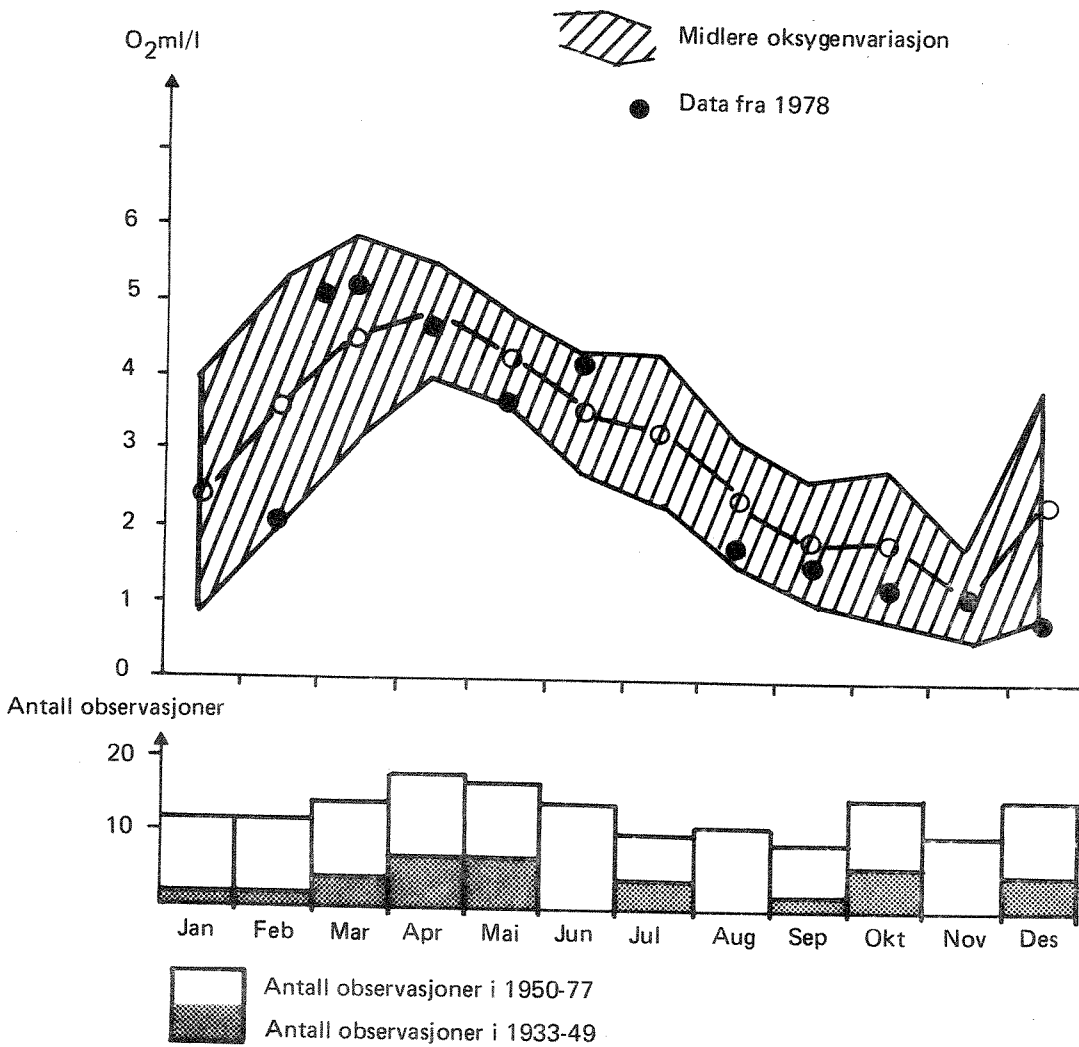 O2ml/l
Midlere oksygenvariasjon
Data fra 1978
6
5
4
3
2
1
0
Antall observasjoner
20
10
Jan Feb Mar Apr Mai Jun Jul Aug Sep Okt Nov Des
Antall observasjoner i 1950-77
Antall observasjoner i 1933-49